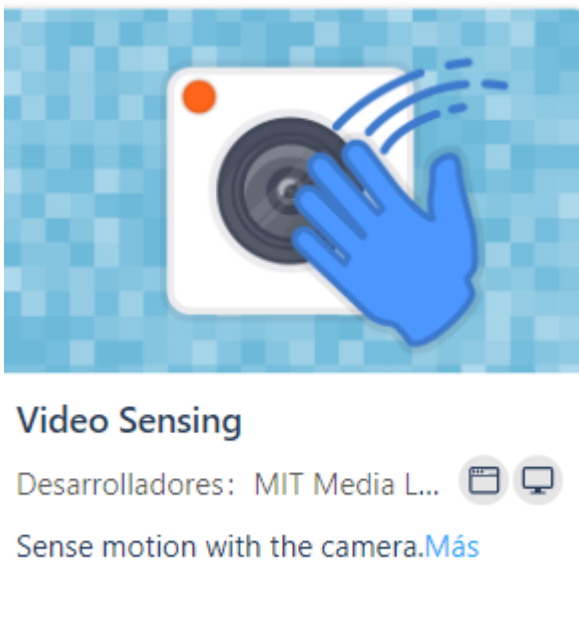 Video Sensing
Desarrolladores: MIT Media L...
Sense motion with the camera.Más